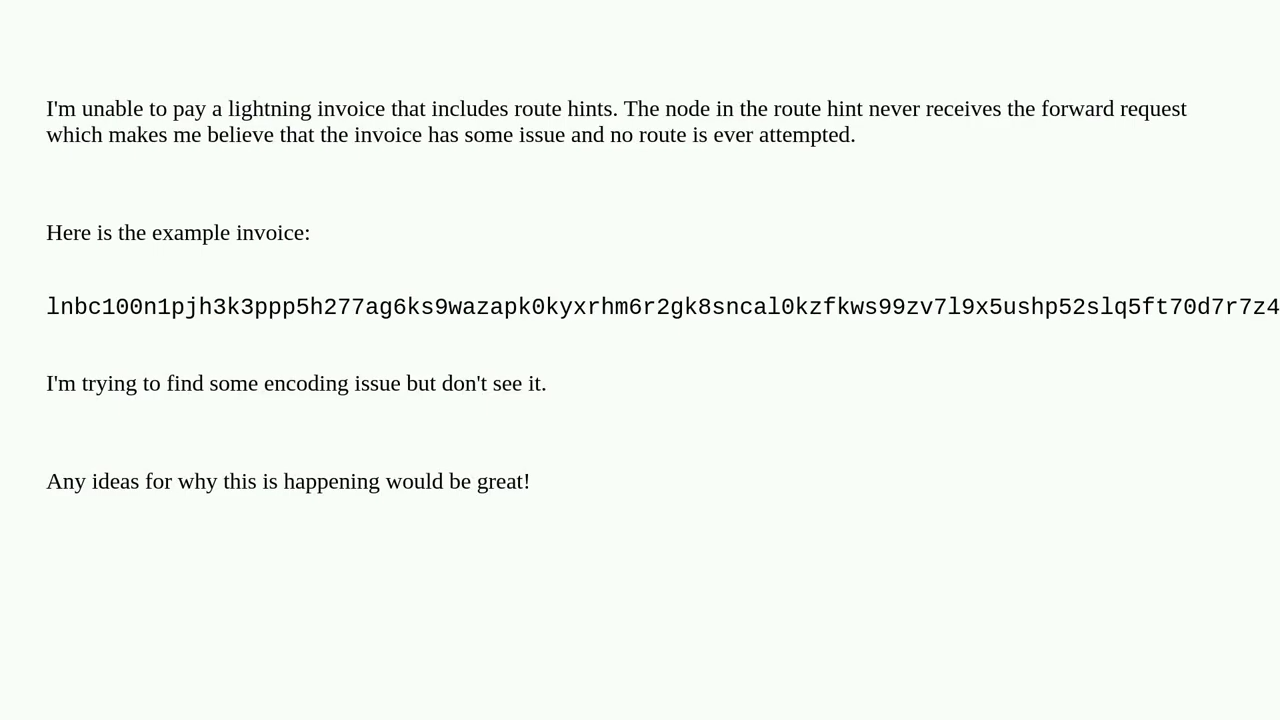 I'm unable to pay a lightning invoice that includes route hints. The node in the route hint never receives the forward request
which makes me believe that the invoice has some issue and no route is ever attempted.
Here is the example invoice:
lnbc100n1pjh3k3ppp5h277ag6ks9wazapk0kyxrhm6r2gk8sncal0kzfkws99zv7l9x5ushp52slq5ft70d7r7z4
I'm trying to find some encoding issue but don't see it.
Any ideas for why this is happening would be great!